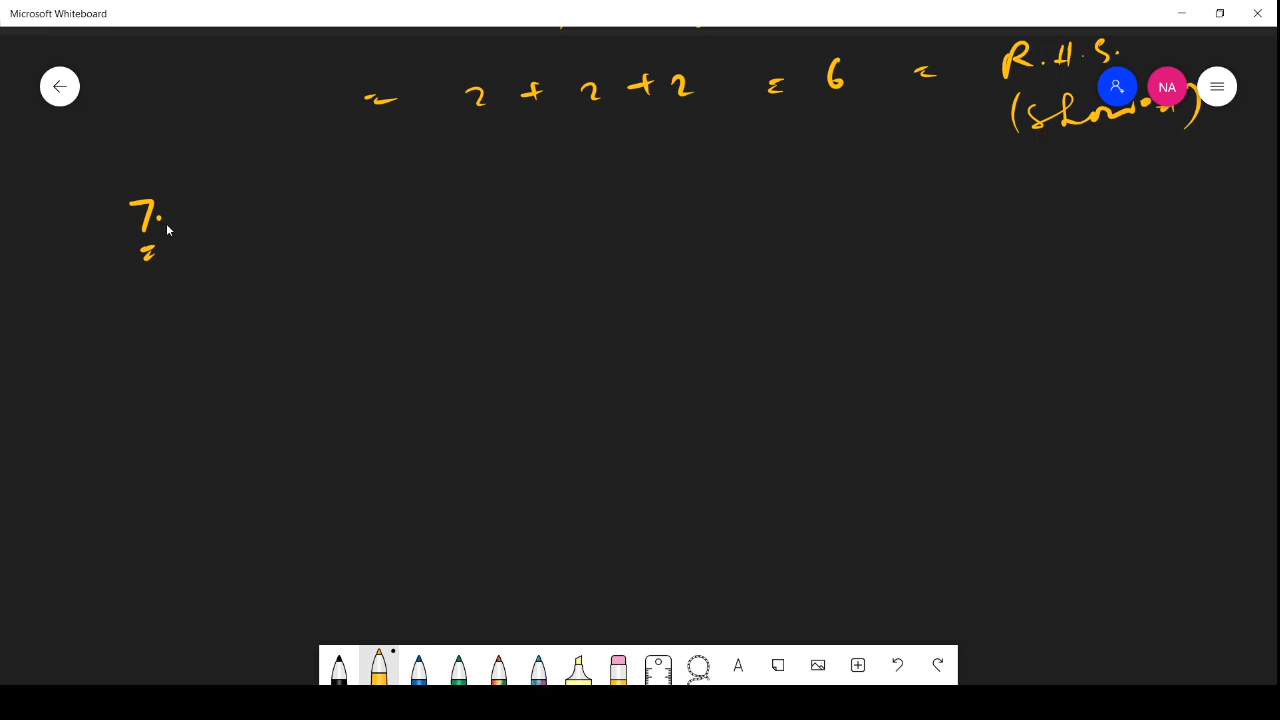 Microsoft Whiteboard
= 2 + 2 + 2 = 6 = R.H.S.
NA
(Shown)
7.
A